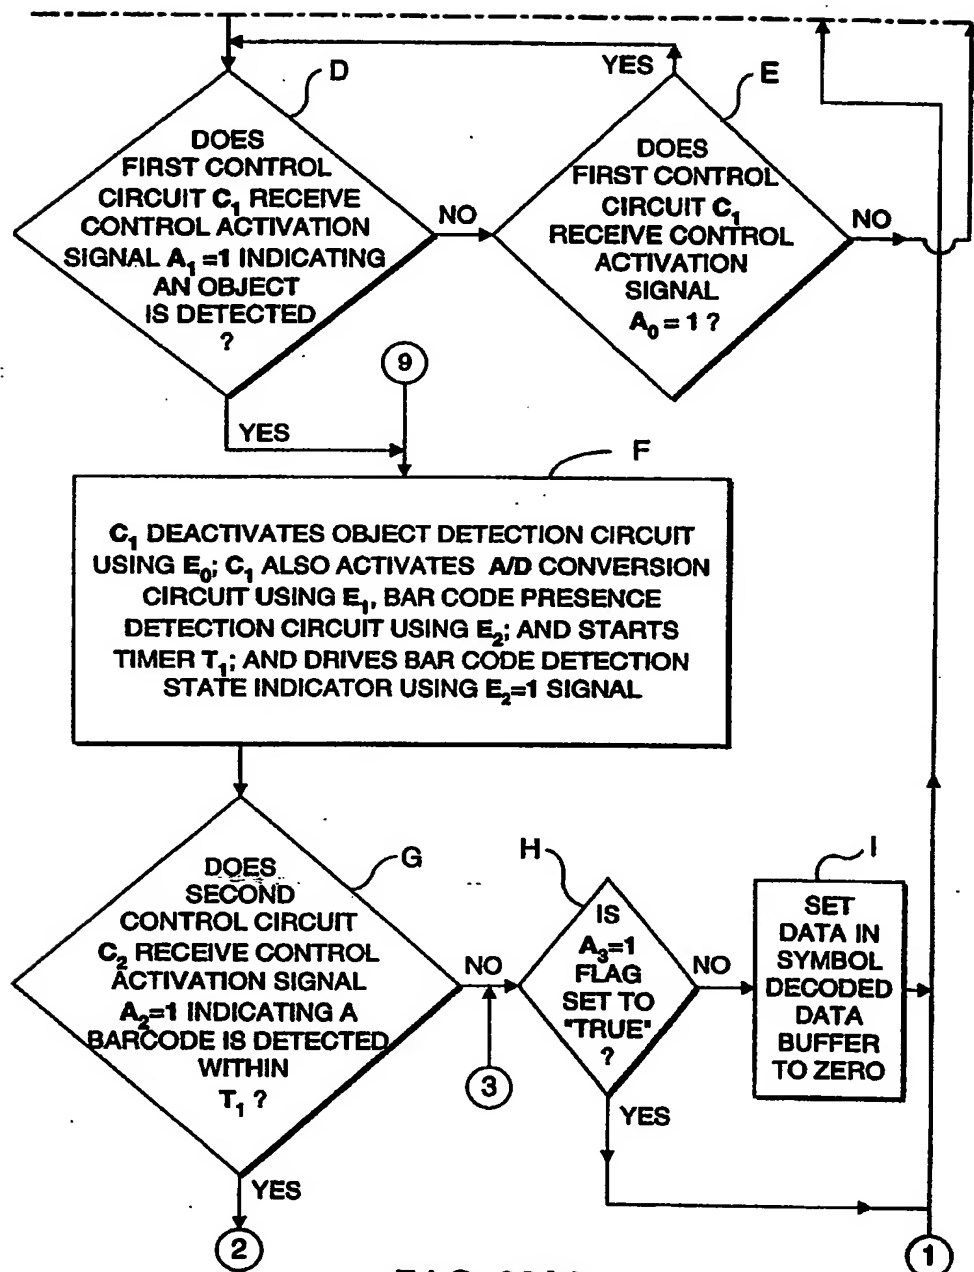 D
DOES
FIRST CONTROL
CIRCUIT C₁ RECEIVE
CONTROL ACTIVATION
SIGNAL A₁ =1 INDICATING
AN OBJECT
IS DETECTED
?
NO
YES
YES
E
DOES
FIRST CONTROL
CIRCUIT C₁
RECEIVE CONTROL
ACTIVATION
SIGNAL
A₀ = 1 ?
NO
9
F
C₁ DEACTIVATES OBJECT DETECTION CIRCUIT
USING E₀; C₁ ALSO ACTIVATES A/D CONVERSION
CIRCUIT USING E₁, BAR CODE PRESENCE
DETECTION CIRCUIT USING E₂; AND STARTS
TIMER T₁; AND DRIVES BAR CODE DETECTION
STATE INDICATOR USING E₂=1 SIGNAL
G
DOES
SECOND
CONTROL CIRCUIT
C₂ RECEIVE CONTROL
ACTIVATION SIGNAL
A₂=1 INDICATING A
BARCODE IS DETECTED
WITHIN
T₁ ?
NO
YES
2
3
H
IS
A₃=1
FLAG
SET TO
"TRUE"
?
NO
YES
I
SET
DATA IN
SYMBOL
DECODED
DATA
BUFFER
TO ZERO
1